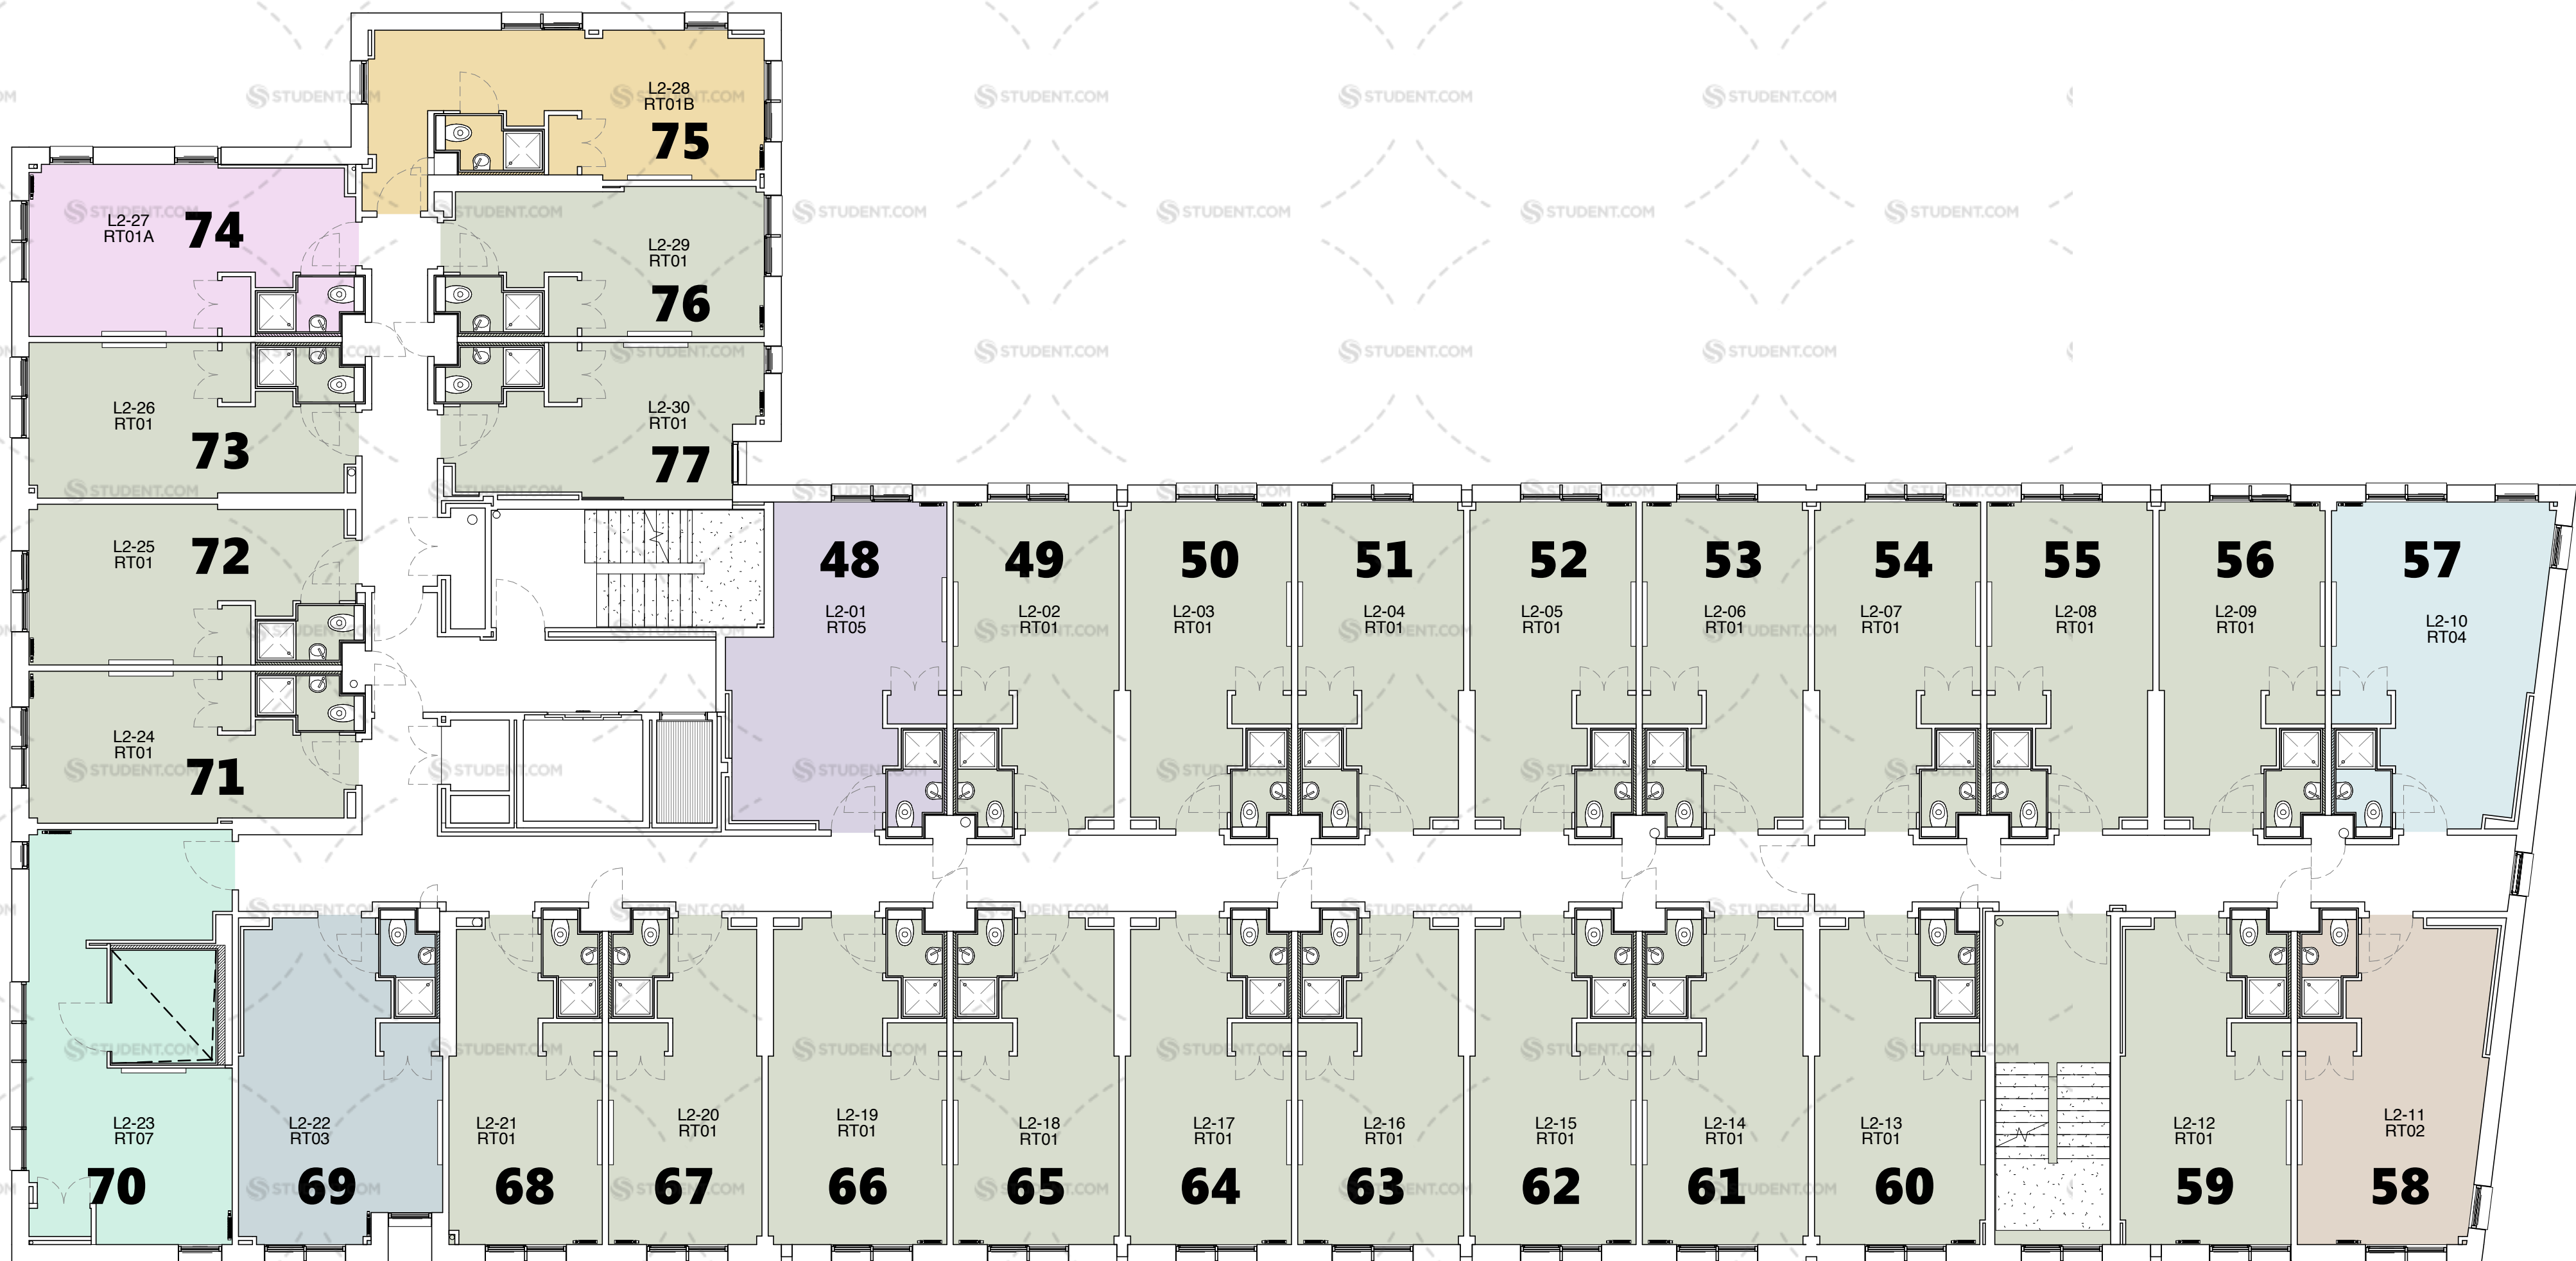 L2-28
RT01B
75
L2-27
RT01A
74
L2-29
RT01
76
L2-26
RT01
73
L2-30
RT01
77
L2-25
RT01
72
L2-24
RT01
71
48
L2-01
RT05
49
L2-02
RT01
50
L2-03
RT01
51
L2-04
RT01
52
L2-05
RT01
53
L2-06
RT01
54
L2-07
RT01
55
L2-08
RT01
56
L2-09
RT01
57
L2-10
RT04
L2-23
RT07
70
L2-22
RT03
69
L2-21
RT01
68
L2-20
RT01
67
L2-19
RT01
66
L2-18
RT01
65
L2-17
RT01
64
L2-16
RT01
63
L2-15
RT01
62
L2-14
RT01
61
L2-13
RT01
60
L2-12
RT01
59
L2-11
RT02
58
STUDENT.COM